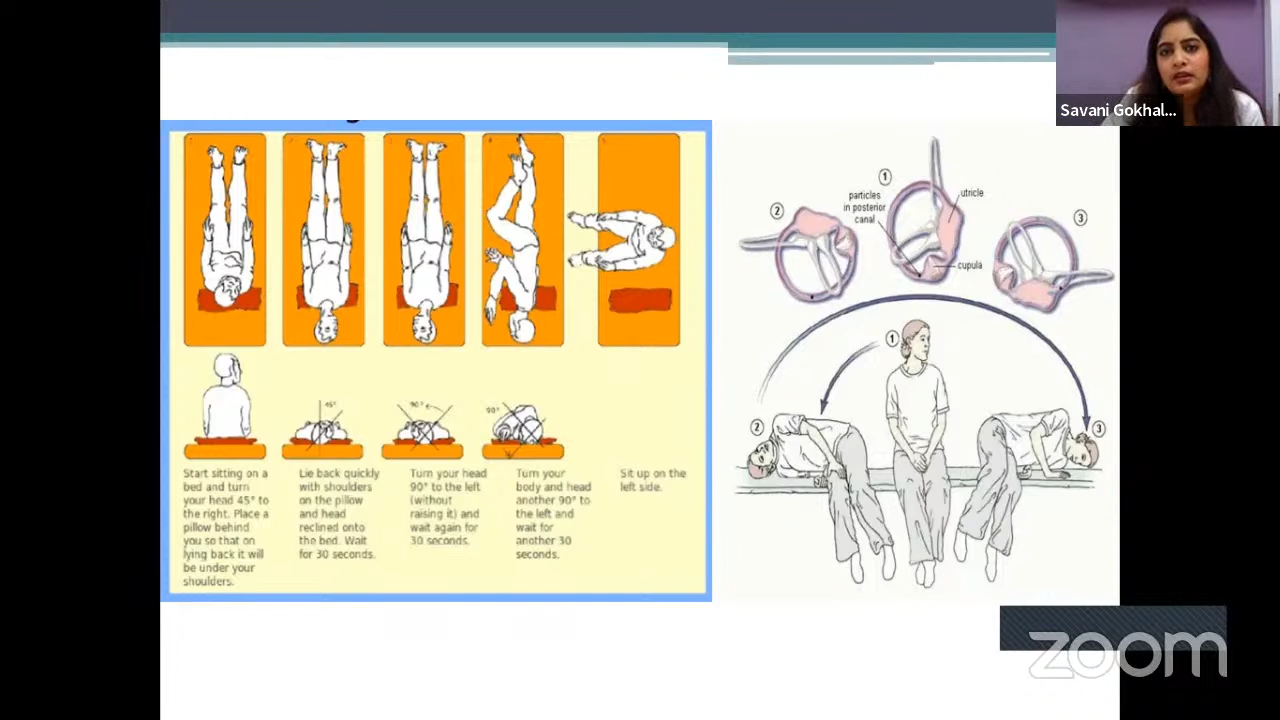 Savani Gokhal...
45°
90°
90°
Start sitting on a
bed and turn
your head 45° to
the right. Place a
pillow behind
you so that on
lying back it will
be under your
shoulders.
Lie back quickly
with shoulders
on the pillow
and head
reclined onto
the bed. Wait
for 30 seconds.
Turn your head
90° to the left
(without
raising it) and
wait again for
30 seconds.
Turn your
body and head
another 90° to
the left and
wait for
another 30
seconds.
Sit up on the
left side.
1
particles
in posterior
canal
utricle
2
3
cupula
1
2
3
zoom